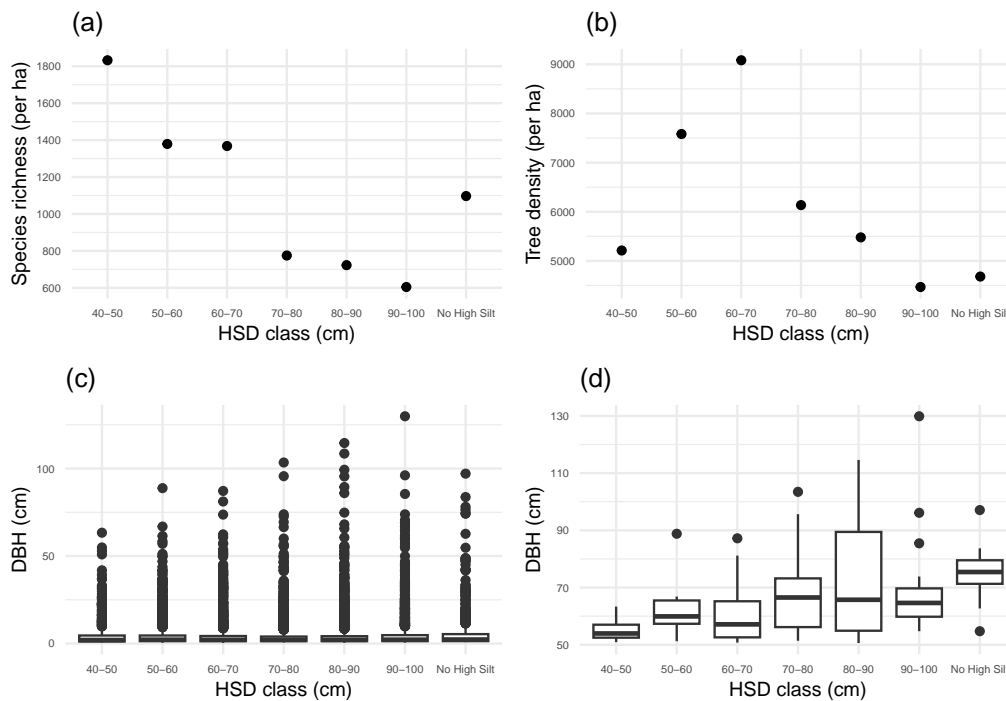 (a)
Species richness (per ha)
1800
1600
1400
1200
1000
800
600
40–50 50–60 60–70 70–80 80–90 90–100 No High Silt
HSD class (cm)
(b)
Tree density (per ha)
9000
8000
7000
6000
5000
40–50 50–60 60–70 70–80 80–90 90–100 No High Silt
HSD class (cm)
(c)
DBH (cm)
100
50
0
40–50 50–60 60–70 70–80 80–90 90–100 No High Silt
HSD class (cm)
(d)
DBH (cm)
130
110
90
70
50
40–50 50–60 60–70 70–80 80–90 90–100 No High Silt
HSD class (cm)